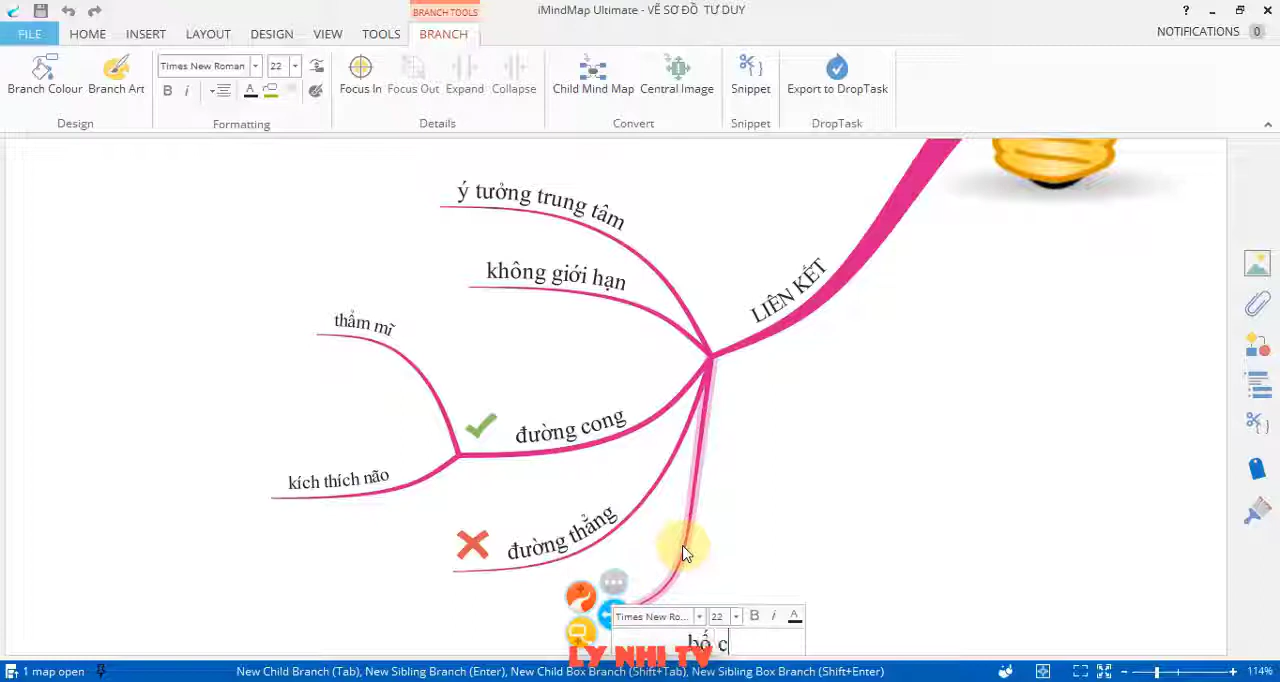 BRANCH TOOLS
iMindMap Ultimate - VẼ SƠ ĐỒ TƯ DUY
?
FILE HOME INSERT LAYOUT DESIGN VIEW TOOLS BRANCH
NOTIFICATIONS 0
Times New Roman 22
Branch Colour Branch Art B i A Focus In Focus Out Expand Collapse Child Mind Map Central Image Snippet Export to DropTask
Design Formatting Details Convert Snippet DropTask
ý tưởng trung tâm
không giới hạn
LIÊN KẾT
thẩm mĩ
đường cong
kích thích não
đường thẳng
Times New Ro... 22 B i A
bố c
LY NHI TV
1 map open New Child Branch (Tab), New Sibling Branch (Enter), New Child Box Branch (Shift+Tab), New Sibling Box Branch (Shift+Enter) 114%